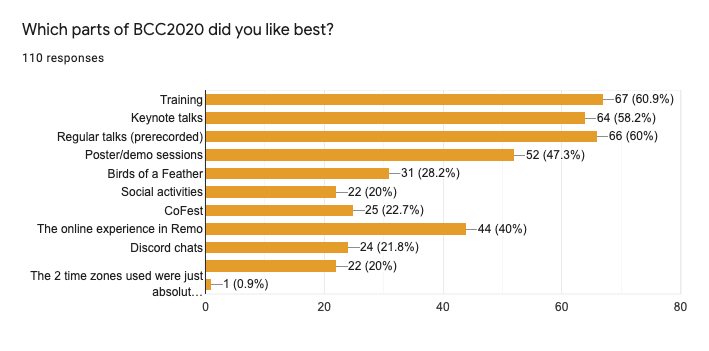 Which parts of BCC2020 did you like best?
110 responses
Training 67 (60.9%)
Keynote talks 64 (58.2%)
Regular talks (prerecorded) 66 (60%)
Poster/demo sessions 52 (47.3%)
Birds of a Feather 31 (28.2%)
Social activities 22 (20%)
CoFest 25 (22.7%)
The online experience in Remo 44 (40%)
Discord chats 24 (21.8%)
22 (20%)
The 2 time zones used were just
absolut… 1 (0.9%)
0 20 40 60 80